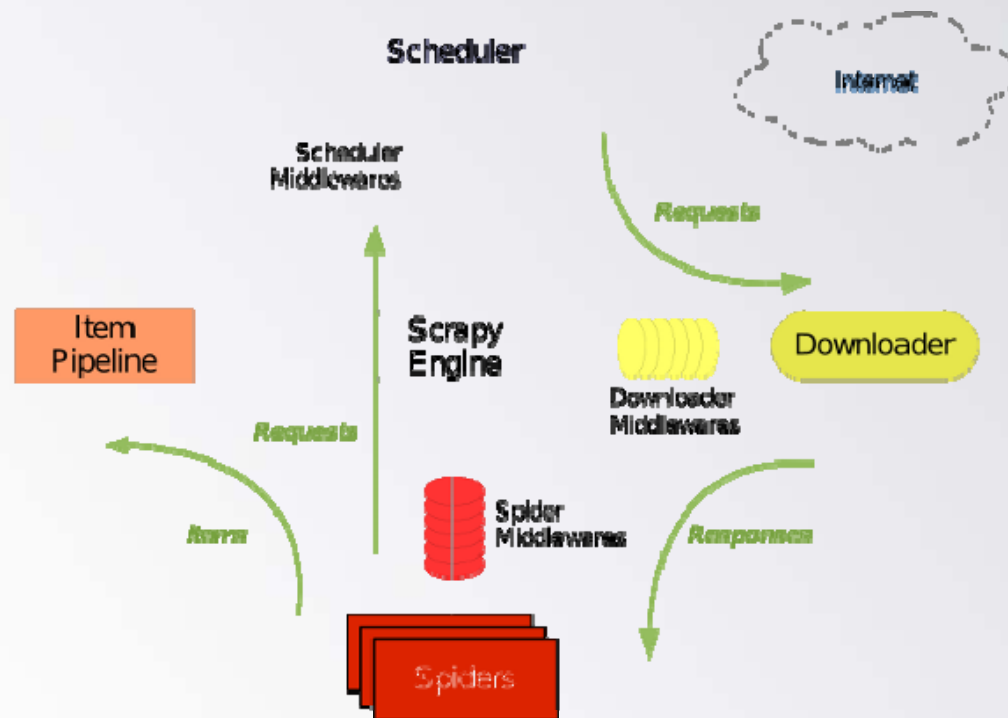 Scheduler
Internet
Scheduler
Middlewares
Requests
Item
Pipeline
Scrapy
Engine
Downloader
Downloader
Middlewares
Requests
Spider
Middlewares
Items
Responses
Spiders